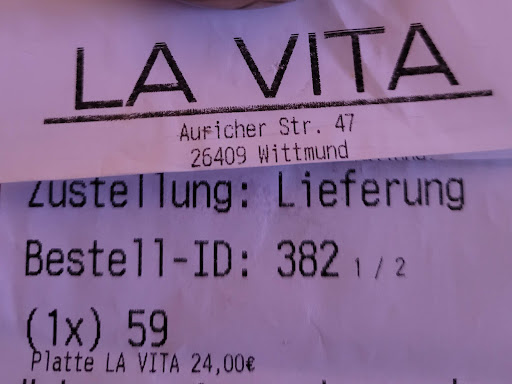 LA VITA
Auricher Str. 47
26409 Wittmund
Zustellung: Lieferung
Bestell-ID: 382 1 / 2
(1x) 59
Platte LA VITA 24,00€